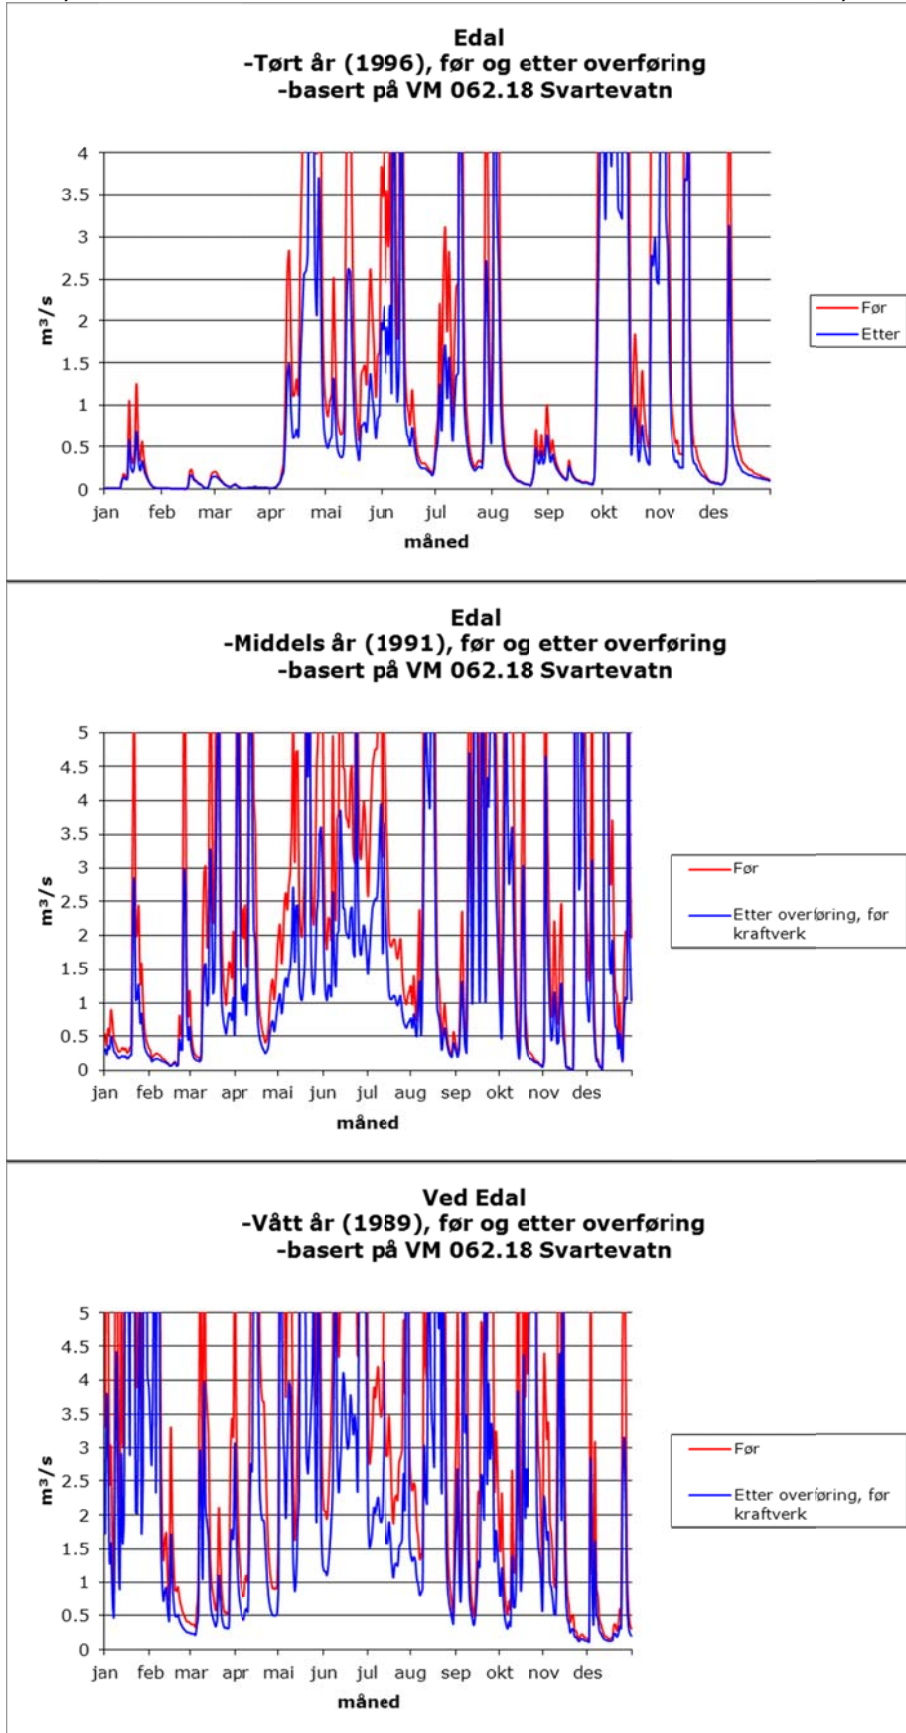 Edal
-Tørt år (1996), før og etter overføring
-basert på VM 062.18 Svartevatn
4
3.5
3
2.5
2
1.5
1
0.5
0
m³/s
jan feb mar apr mai jun jul aug sep okt nov des
måned
Før
Etter
Edal
-Middels år (1991), før og etter overføring
-basert på VM 062.18 Svartevatn
5
4.5
4
3.5
3
2.5
2
1.5
1
0.5
0
m³/s
jan feb mar apr mai jun jul aug sep okt nov des
måned
Før
Etter overføring, før
kraftverk
Ved Edal
-Vått år (1989), før og etter overføring
-basert på VM 062.18 Svartevatn
5
4.5
4
3.5
3
2.5
2
1.5
1
0.5
0
m³/s
jan feb mar apr mai jun jul aug sep okt nov des
måned
Før
Etter overføring, før
kraftverk